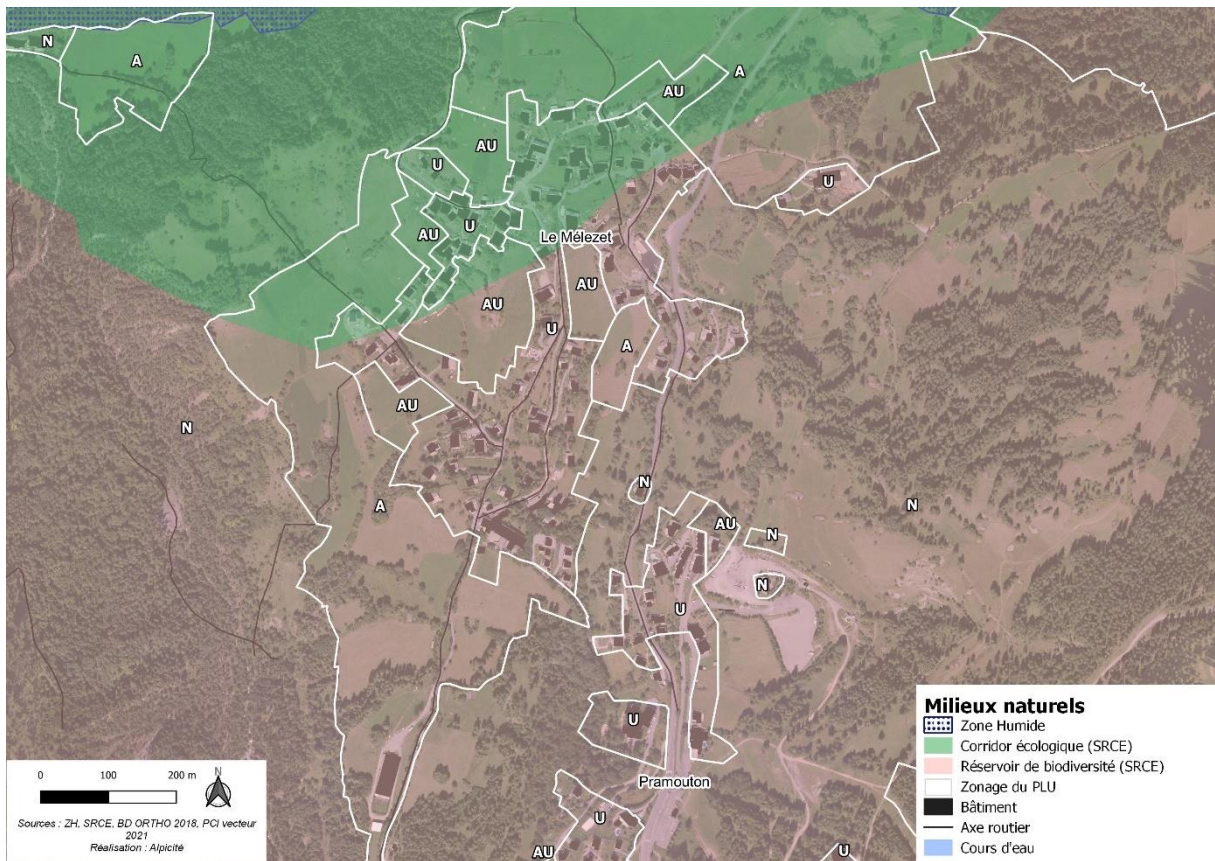 N
A
AU
A
AU
U
U
AU
U
Le Mélezet
AU
AU
AU
U
A
AU
N
A
N
N
AU
N
N
U
U
Pramouton
U
AU
U
Milieux naturels
Zone Humide
Corridor écologique (SRCE)
Réservoir de biodiversité (SRCE)
Zonage du PLU
Bâtiment
Axe routier
Cours d'eau
0 100 200 m
N
Sources : ZH, SRCE, BD ORTHO 2018, PCI vecteur
2021
Réalisation : Alpicité